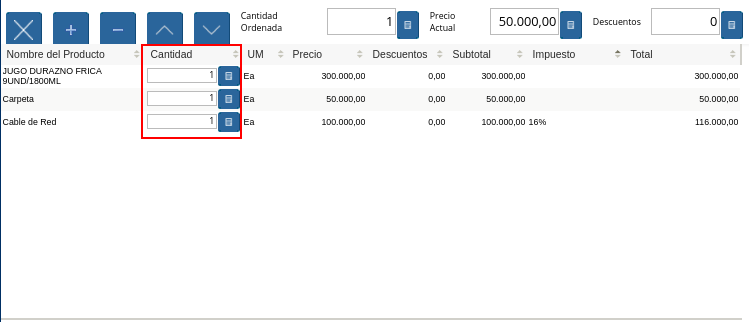 Cantidad Ordenada 1 Precio Actual 50.000,00 Descuentos 0
Nombre del Producto Cantidad UM Precio Descuentos Subtotal Impuesto Total
JUGO DURAZNO FRICA 9UND/1800ML 1 Ea 300.000,00 0,00 300.000,00 300.000,00
Carpeta 1 Ea 50.000,00 0,00 50.000,00 50.000,00
Cable de Red 1 Ea 100.000,00 0,00 100.000,00 16% 116.000,00